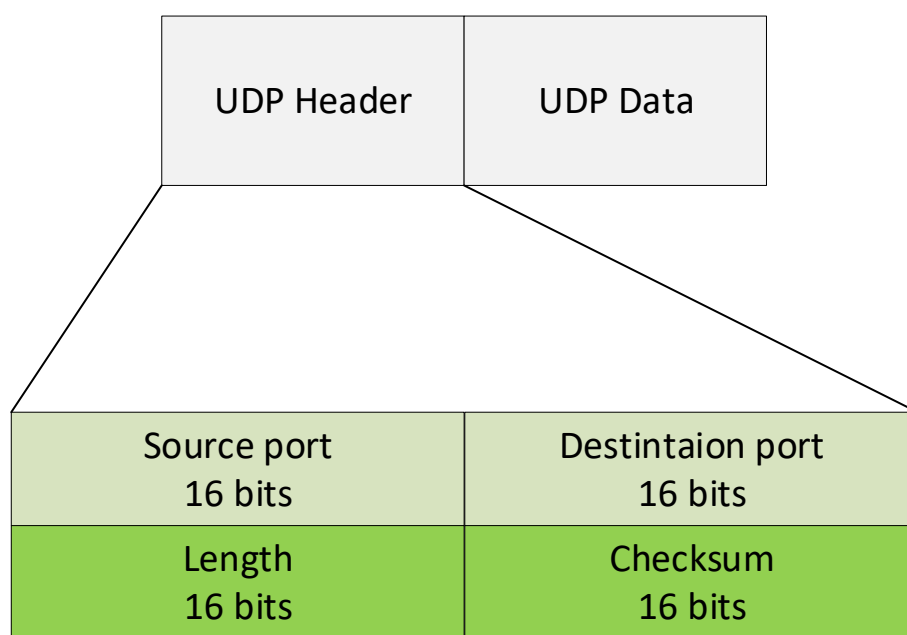 UDP Header
UDP Data
Source port
16 bits
Destintaion port
16 bits
Length
16 bits
Checksum
16 bits